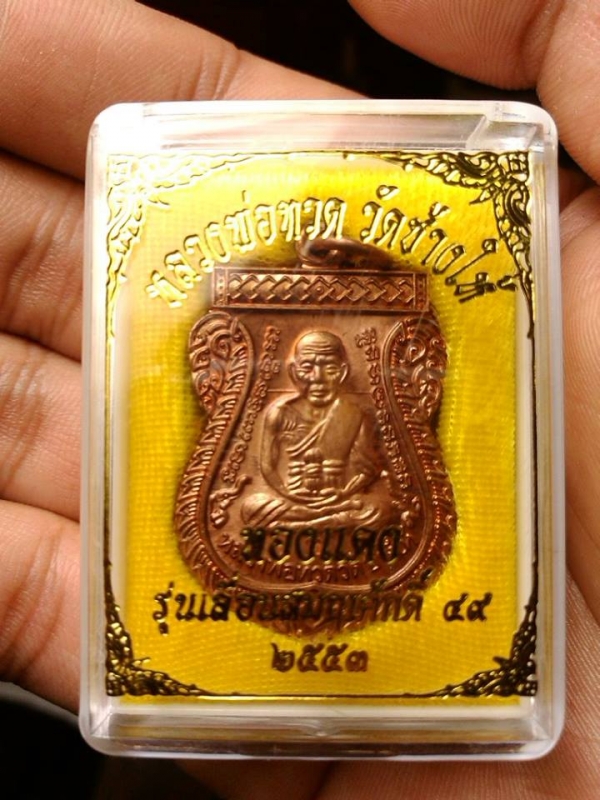 หลวงพ่อทวด วัดช้างให้
ทองแดง
รุ่นเลื่อนสมณศักดิ์ ๔๙
๒๕๕๓